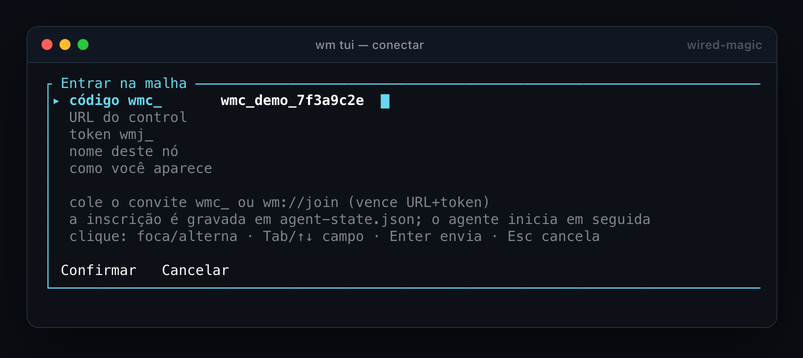 wm tui — conectar
wired-magic
Entrar na malha
▸ código wmc_ wmc_demo_7f3a9c2e
URL do control
token wmj_
nome deste nó
como você aparece
cole o convite wmc_ ou wm://join (vence URL+token)
a inscrição é gravada em agent-state.json; o agente inicia em seguida
clique: foca/alterna · Tab/↑↓ campo · Enter envia · Esc cancela
Confirmar Cancelar